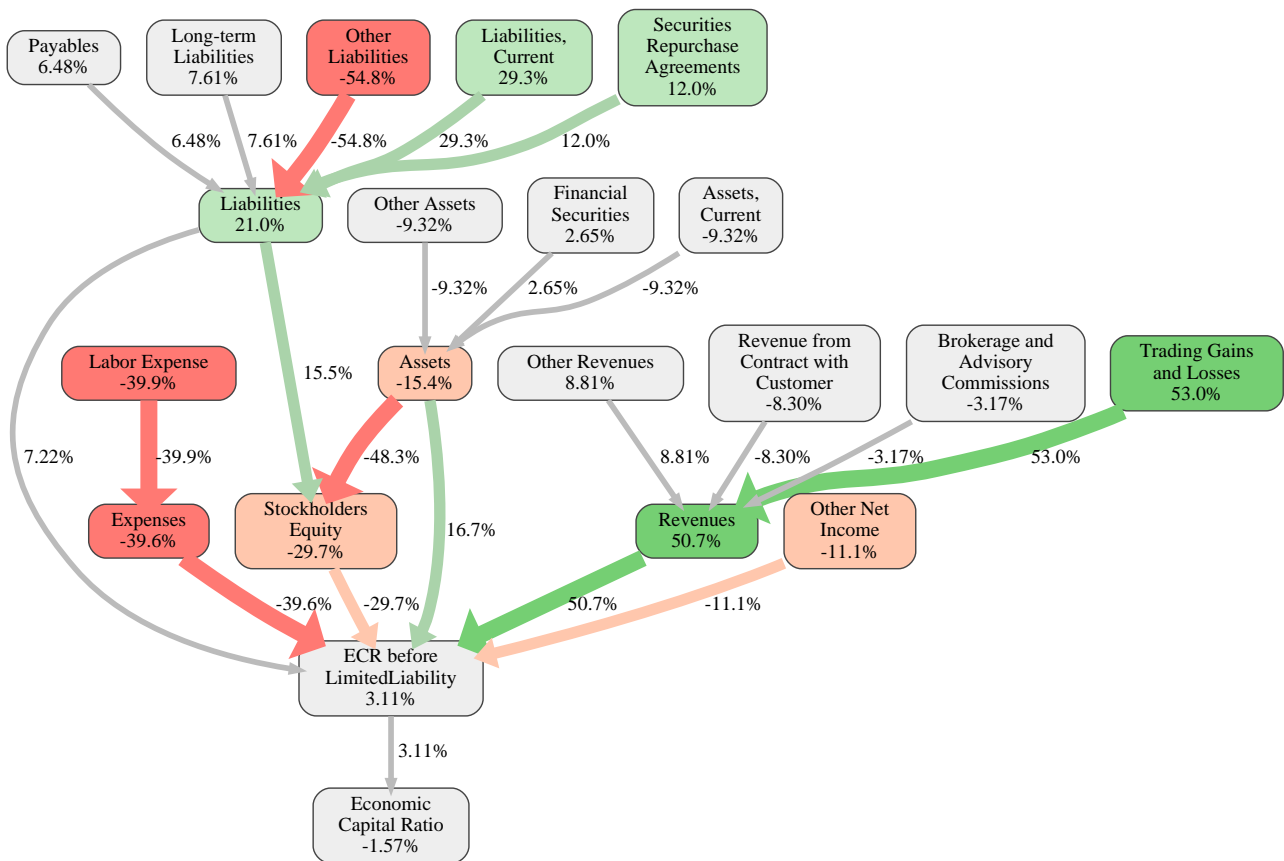 Payables
6.48%
Long-term
Liabilities
7.61%
Other
Liabilities
-54.8%
Liabilities,
Current
29.3%
Securities
Repurchase
Agreements
12.0%
6.48%
7.61%
-54.8%
29.3%
12.0%
Liabilities
21.0%
Other Assets
-9.32%
Financial
Securities
2.65%
Assets,
Current
-9.32%
-9.32%
2.65%
-9.32%
Labor Expense
-39.9%
15.5%
Assets
-15.4%
Other Revenues
8.81%
Revenue from
Contract with
Customer
-8.30%
Brokerage and
Advisory
Commissions
-3.17%
Trading Gains
and Losses
53.0%
7.22%
-39.9%
-48.3%
8.81%
-8.30%
-3.17%
53.0%
Expenses
-39.6%
Stockholders
Equity
-29.7%
16.7%
Revenues
50.7%
Other Net
Income
-11.1%
-39.6%
-29.7%
50.7%
-11.1%
ECR before
LimitedLiability
3.11%
3.11%
Economic
Capital Ratio
-1.57%